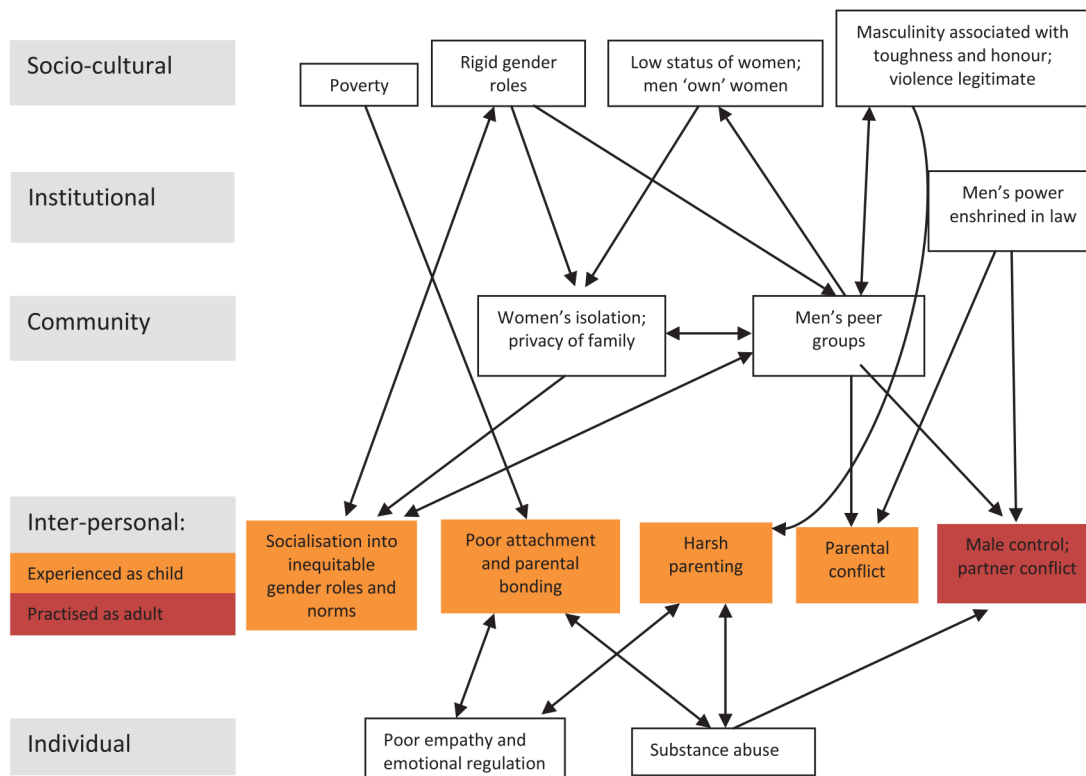 Socio-cultural
Poverty
Rigid gender
roles
Low status of women;
men ‘own’ women
Masculinity associated with
toughness and honour;
violence legitimate
Institutional
Men’s power
enshrined in law
Community
Women’s isolation;
privacy of family
Men’s peer
groups
Inter-personal:
Experienced as child
Practised as adult
Socialisation into
inequitable
gender roles and
norms
Poor attachment
and parental
bonding
Harsh
parenting
Parental
conflict
Male control;
partner conflict
Individual
Poor empathy and
emotional regulation
Substance abuse